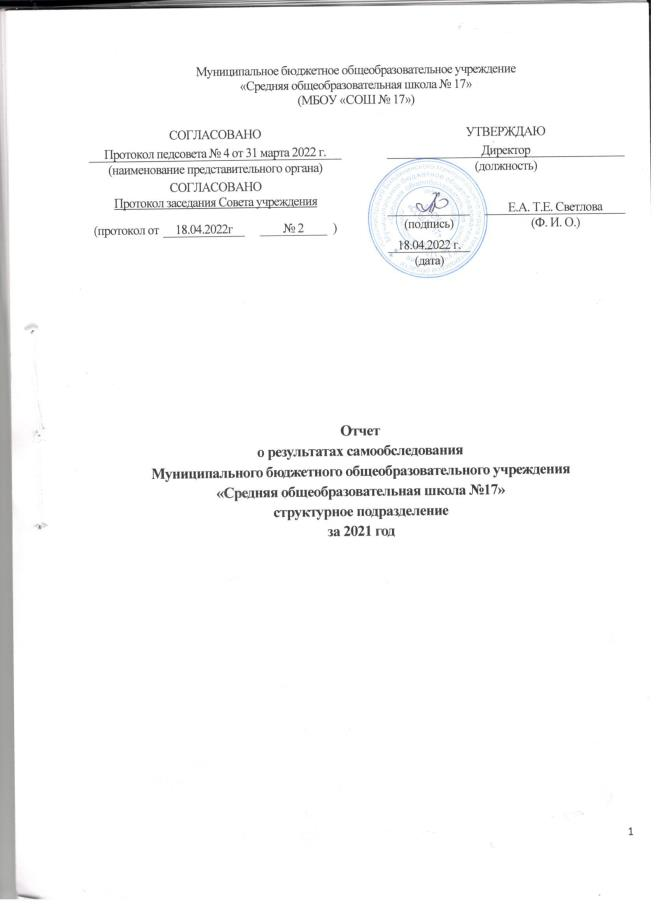 Муниципальное бюджетное общеобразовательное учреждение
«Средняя общеобразовательная школа № 17»
(МБОУ «СОШ № 17»)
СОГЛАСОВАНО
Протокол педсовета № 4 от 31 марта 2022 г.
(наименование представительного органа)
СОГЛАСОВАНО
Протокол заседания Совета учреждения
(протокол от 18.04.2022г № 2 )
УТВЕРЖДАЮ
Директор
(должность)
Е.А. Т.Е. Светлова
(подпись) (Ф. И. О.)
18.04.2022 г.
(дата)
Отчет
о результатах самообследования
Муниципального бюджетного общеобразовательного учреждения
«Средняя общеобразовательная школа №17»
структурное подразделение
за 2021 год
1